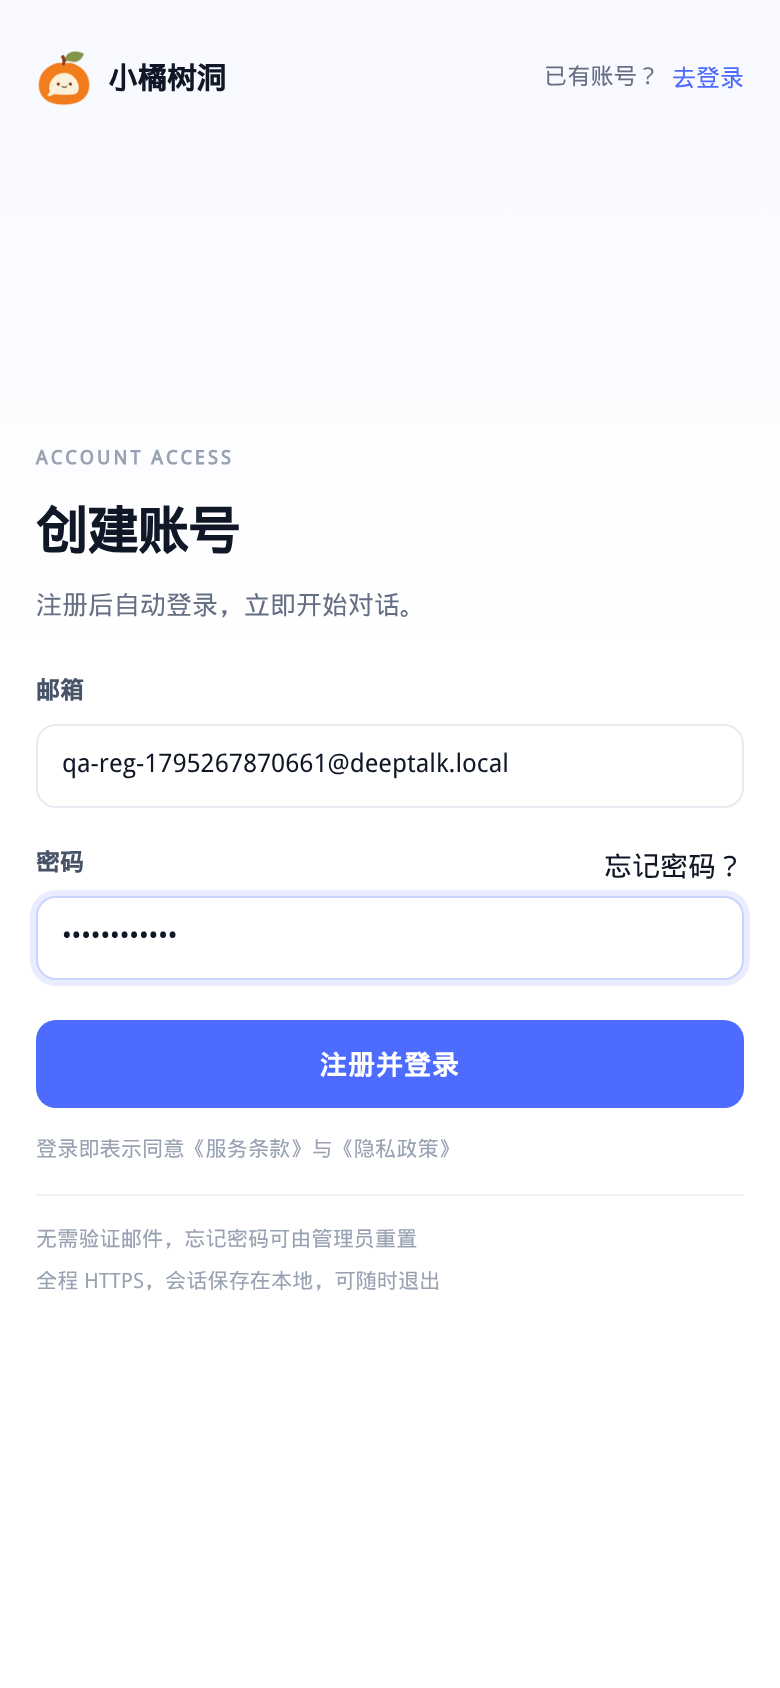 小橘树洞
已有账号？ 去登录
ACCOUNT ACCESS
创建账号
注册后自动登录，立即开始对话。
邮箱
qa-reg-1795267870661@deeptalk.local
密码 忘记密码？
••••••••••••
注册并登录
登录即表示同意《服务条款》与《隐私政策》
无需验证邮件，忘记密码可由管理员重置
全程 HTTPS，会话保存在本地，可随时退出